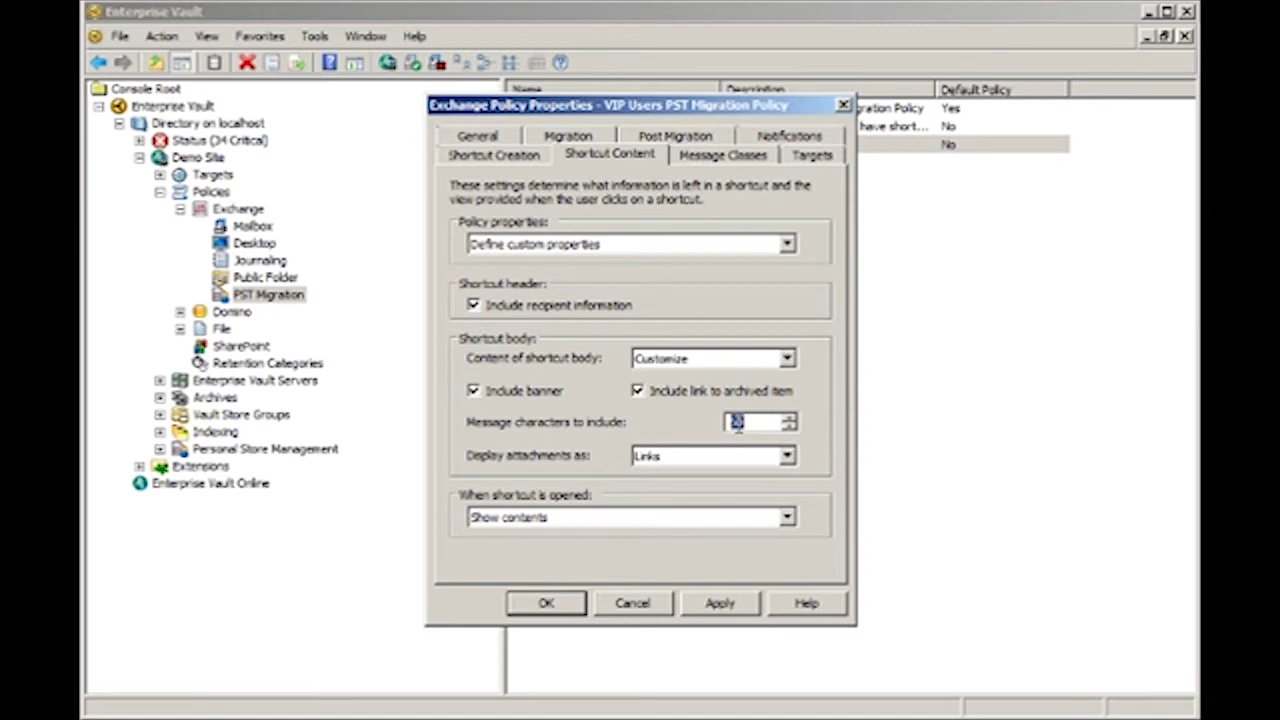 Enterprise Vault
File Action View Favorites Tools Window Help
Console Root
Enterprise Vault
Directory on localhost
Status (34 Critical)
Demo Site
Targets
Policies
Exchange
Mailbox
Desktop
Journaling
Public Folder
PST Migration
Domino
File
SharePoint
Retention Categories
Enterprise Vault Servers
Archives
Vault Store Groups
Indexing
Personal Store Management
Extensions
Enterprise Vault Online
Name Description Default Policy
gration Policy Yes
have short... No
No
Exchange Policy Properties - VIP Users PST Migration Policy
General Migration Post Migration Notifications
Shortcut Creation Shortcut Content Message Classes Targets
These settings determine what information is left in a shortcut and the
view provided when the user clicks on a shortcut.
Policy properties:
Define custom properties
Shortcut header:
Include recipient information
Shortcut body:
Content of shortcut body: Customize
Include banner Include link to archived item
Message characters to include:
Display attachments as: Links
When shortcut is opened:
Show contents
OK Cancel Apply Help